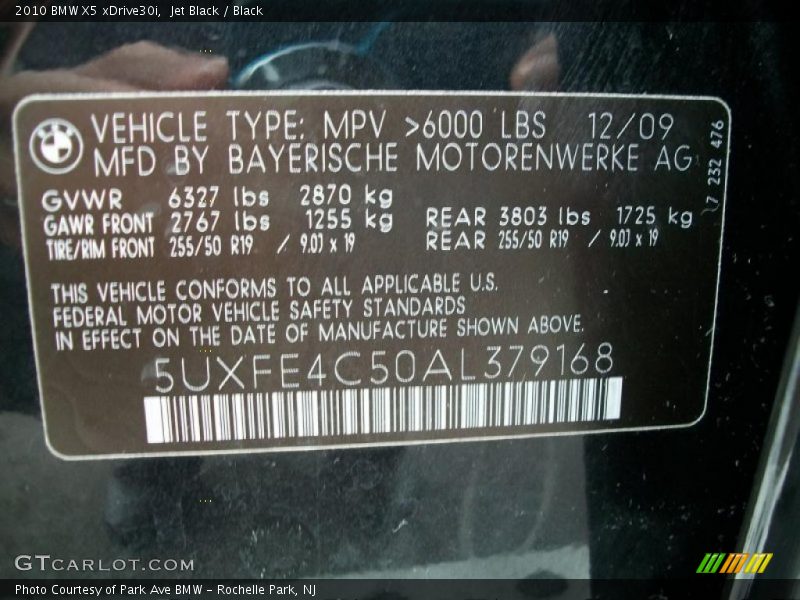 2010 BMW X5 xDrive30i,  Jet Black / Black
BMW
VEHICLE TYPE: MPV >6000 LBS 12/09
MFD BY BAYERISCHE MOTORENWERKE AG
GVWR 6327 lbs 2870 kg
GAWR FRONT 2767 lbs 1255 kg REAR 3803 lbs 1725 kg
TIRE/RIM FRONT 255/50 R19 / 9.0J x 19 REAR 255/50 R19 / 9.0J x 19
THIS VEHICLE CONFORMS TO ALL APPLICABLE U.S.
FEDERAL MOTOR VEHICLE SAFETY STANDARDS
IN EFFECT ON THE DATE OF MANUFACTURE SHOWN ABOVE.
5UXFE4C50AL379168
7 232 476
GTCARLOT.COM
Photo Courtesy of Park Ave BMW - Rochelle Park, NJ